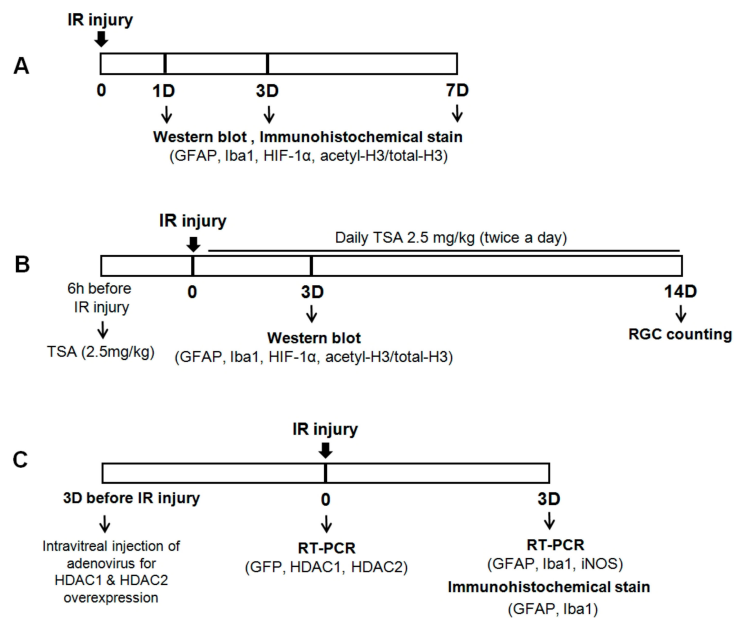 IR injury
A
0 1D 3D 7D
Western blot , Immunohistochemical stain
(GFAP, Iba1, HIF-1α, acetyl-H3/total-H3)
IR injury
Daily TSA 2.5 mg/kg (twice a day)
B
6h before
IR injury
0 3D 14D
TSA (2.5mg/kg)
Western blot
(GFAP, Iba1, HIF-1α, acetyl-H3/total-H3)
RGC counting
IR injury
C
3D before IR injury 0 3D
Intravitreal injection of
adenovirus for
HDAC1 & HDAC2
overexpression
RT-PCR
(GFP, HDAC1, HDAC2)
RT-PCR
(GFAP, Iba1, iNOS)
Immunohistochemical stain
(GFAP, Iba1)